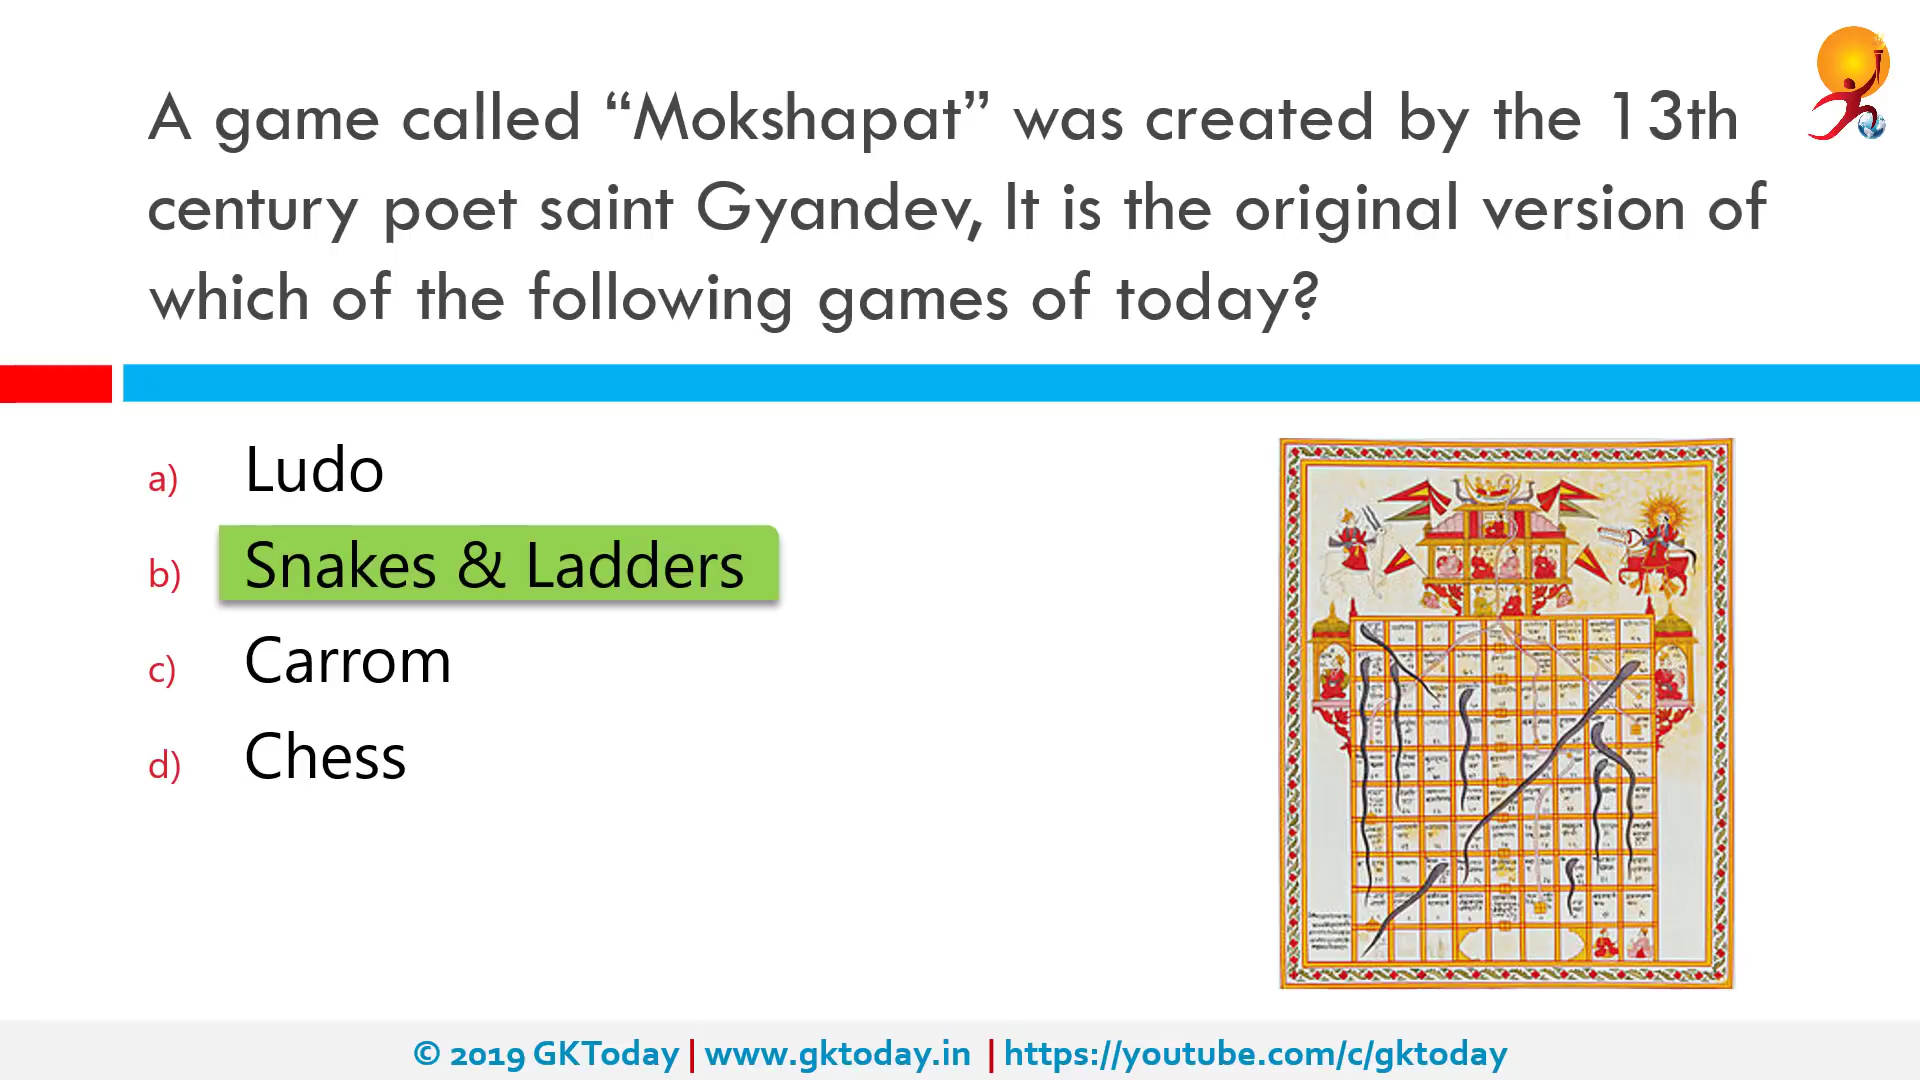 A game called “Mokshapat” was created by the 13th
century poet saint Gyandev, It is the original version of
which of the following games of today?
a) Ludo
b) Snakes & Ladders
c) Carrom
d) Chess
© 2019 GKToday | www.gktoday.in | https://youtube.com/c/gktoday